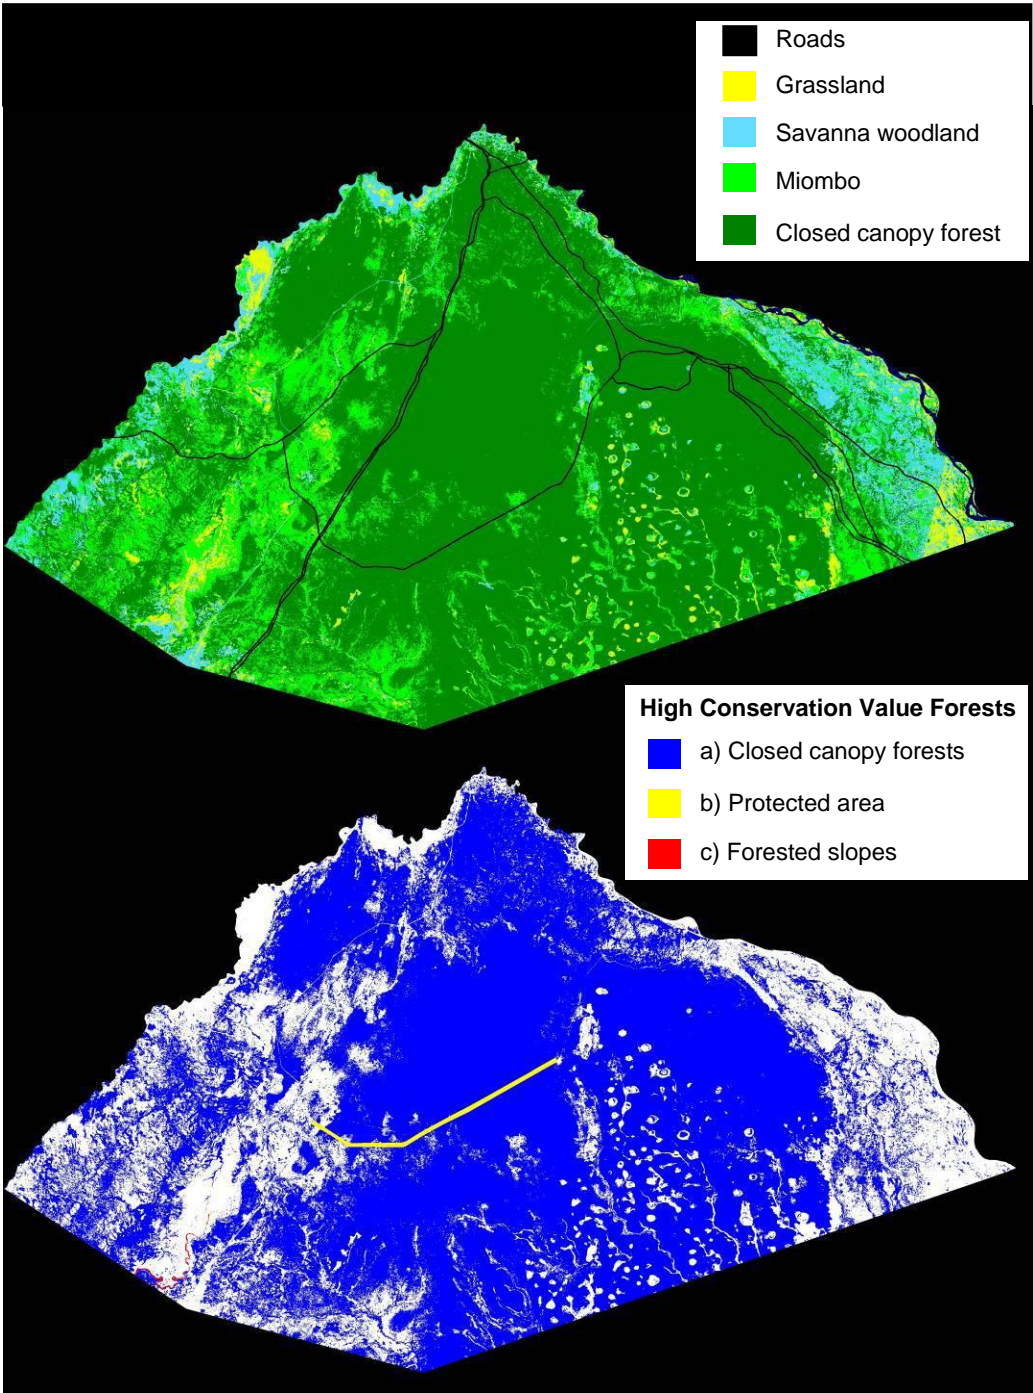 Roads
Grassland
Savanna woodland
Miombo
Closed canopy forest
High Conservation Value Forests
a) Closed canopy forests
b) Protected area
c) Forested slopes